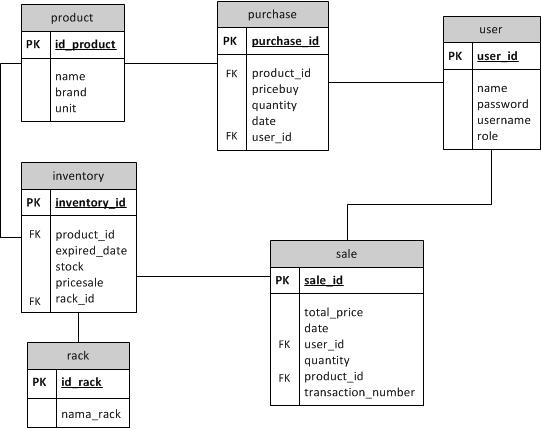 product
PK id_product
name
brand
unit
purchase
PK purchase_id
FK product_id
pricebuy
quantity
date
FK user_id
user
PK user_id
name
password
username
role
inventory
PK inventory_id
FK product_id
expired_date
stock
pricesale
FK rack_id
sale
PK sale_id
total_price
date
FK user_id
quantity
FK product_id
transaction_number
rack
PK id_rack
nama_rack